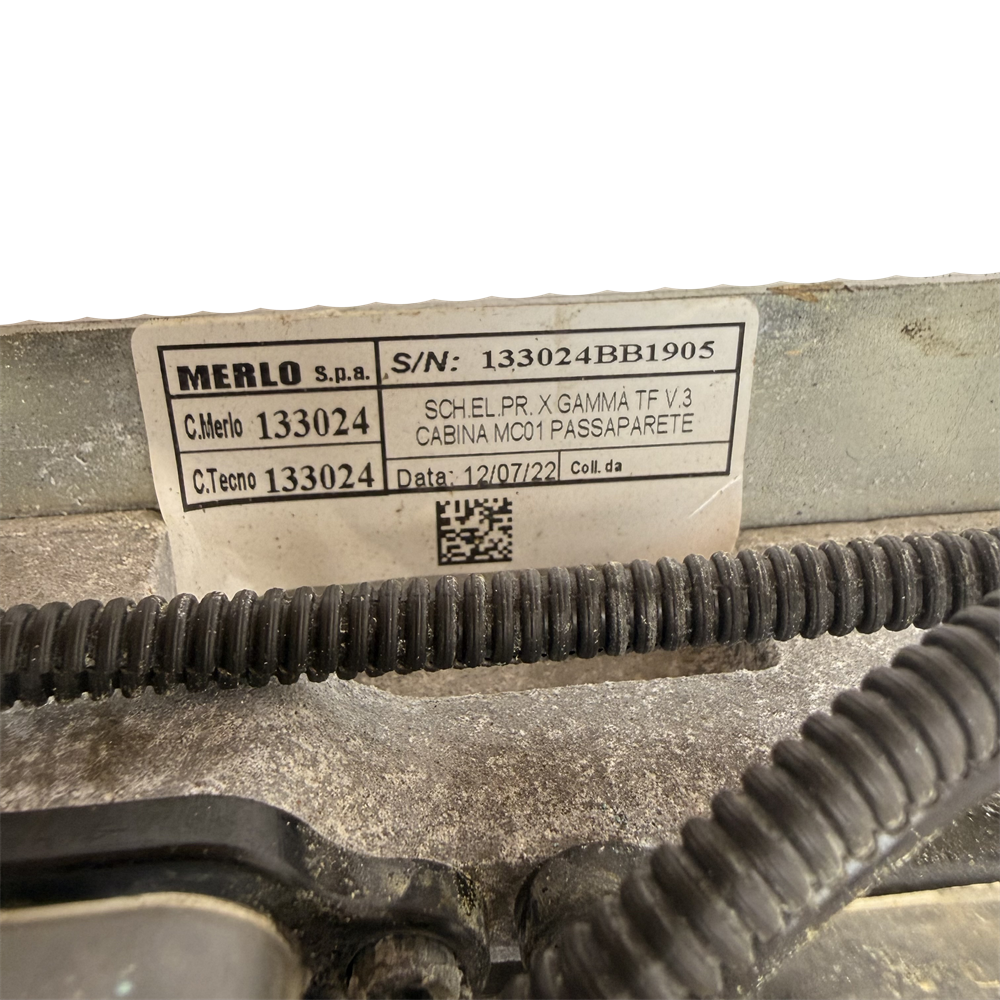 MERLO S.p.a.
S/N: 133024BB1905
C.Merlo 133024
SCH.EL.PR. X GAMMA TF V.3
CABINA MC01 PASSAPARETE
C.Tecno 133024
Data: 12/07/22
Coll. da